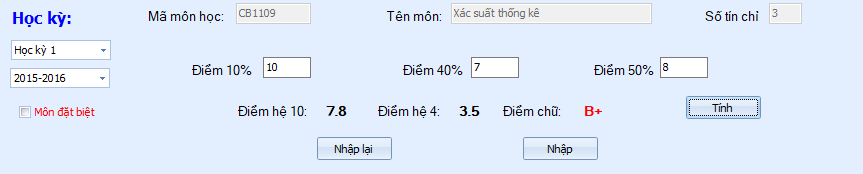 Học kỳ: Mã môn học: CB1109 Tên môn: Xác suất thống kê Số tín chỉ 3
Học kỳ 1
2015-2016 Điểm 10% 10 Điểm 40% 7 Điểm 50% 8
Môn đặt biệt Điểm hệ 10: 7.8 Điểm hệ 4: 3.5 Điểm chữ: B+ Tính
Nhập lại Nhập